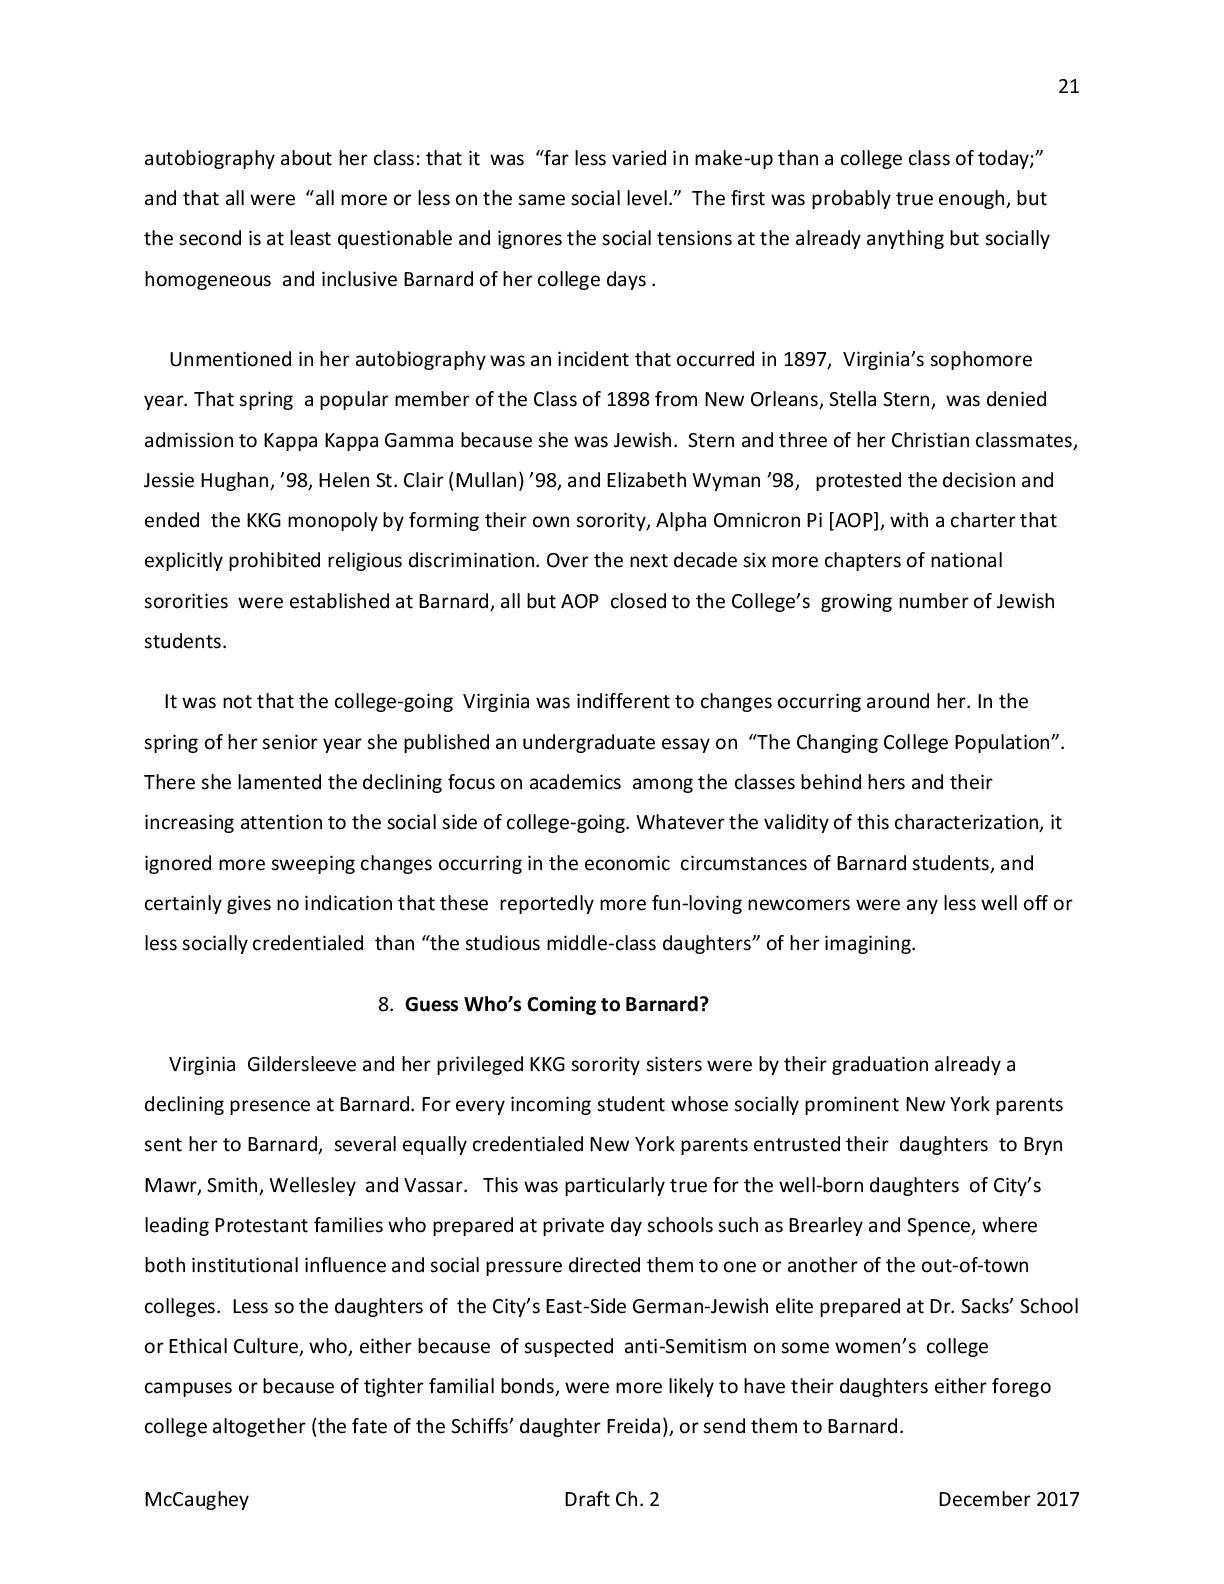 21
autobiography about her class: that it  was  “far less varied in make-up than a college class of today;”
and that all were  “all more or less on the same social level.”  The first was probably true enough, but
the second is at least questionable and ignores the social tensions at the already anything but socially
homogeneous  and inclusive Barnard of her college days .
Unmentioned in her autobiography was an incident that occurred in 1897,  Virginia’s sophomore
year. That spring  a popular member of the Class of 1898 from New Orleans, Stella Stern,  was denied
admission to Kappa Kappa Gamma because she was Jewish.  Stern and three of her Christian classmates,
Jessie Hughan, ’98, Helen St. Clair (Mullan) ’98, and Elizabeth Wyman ’98,   protested the decision and
ended  the KKG monopoly by forming their own sorority, Alpha Omnicron Pi [AOP], with a charter that
explicitly prohibited religious discrimination. Over the next decade six more chapters of national
sororities  were established at Barnard, all but AOP  closed to the College’s  growing number of Jewish
students.
It was not that the college-going  Virginia was indifferent to changes occurring around her. In the
spring of her senior year she published an undergraduate essay on  “The Changing College Population”.
There she lamented the declining focus on academics  among the classes behind hers and their
increasing attention to the social side of college-going. Whatever the validity of this characterization, it
ignored more sweeping changes occurring in the economic  circumstances of Barnard students, and
certainly gives no indication that these  reportedly more fun-loving newcomers were any less well off or
less socially credentialed  than “the studious middle-class daughters” of her imagining.
8.  Guess Who’s Coming to Barnard?
Virginia  Gildersleeve and her privileged KKG sorority sisters were by their graduation already a
declining presence at Barnard. For every incoming student whose socially prominent New York parents
sent her to Barnard,  several equally credentialed New York parents entrusted their  daughters  to Bryn
Mawr, Smith, Wellesley  and Vassar.   This was particularly true for the well-born daughters  of City’s
leading Protestant families who prepared at private day schools such as Brearley and Spence, where
both institutional influence and social pressure directed them to one or another of the out-of-town
colleges.  Less so the daughters of  the City’s East-Side German-Jewish elite prepared at Dr. Sacks’ School
or Ethical Culture, who, either because  of suspected  anti-Semitism on some women’s  college
campuses or because of tighter familial bonds, were more likely to have their daughters either forego
college altogether (the fate of the Schiffs’ daughter Freida), or send them to Barnard.
McCaughey    Draft Ch. 2    December 2017